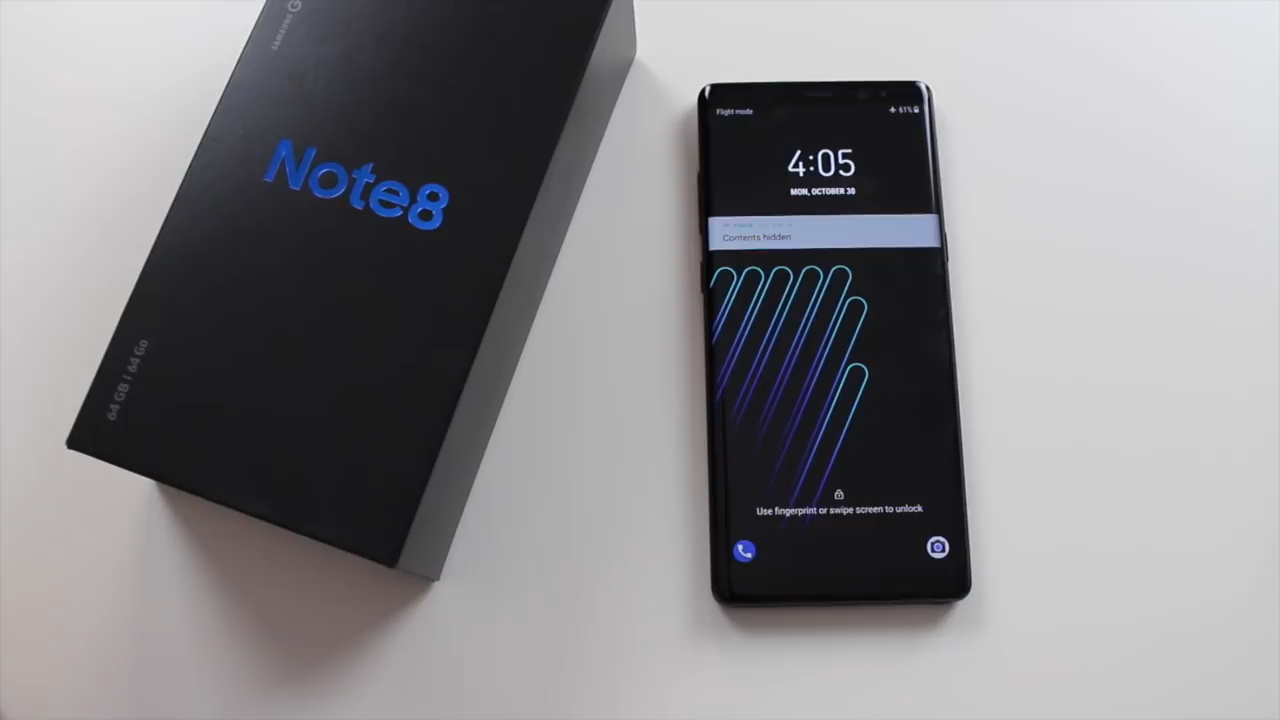 SAMSUNG G
Note8
64 GB | 64 Go
Flight mode
61%
4:05
MON, OCTOBER 30
Contents hidden
Use fingerprint or swipe screen to unlock